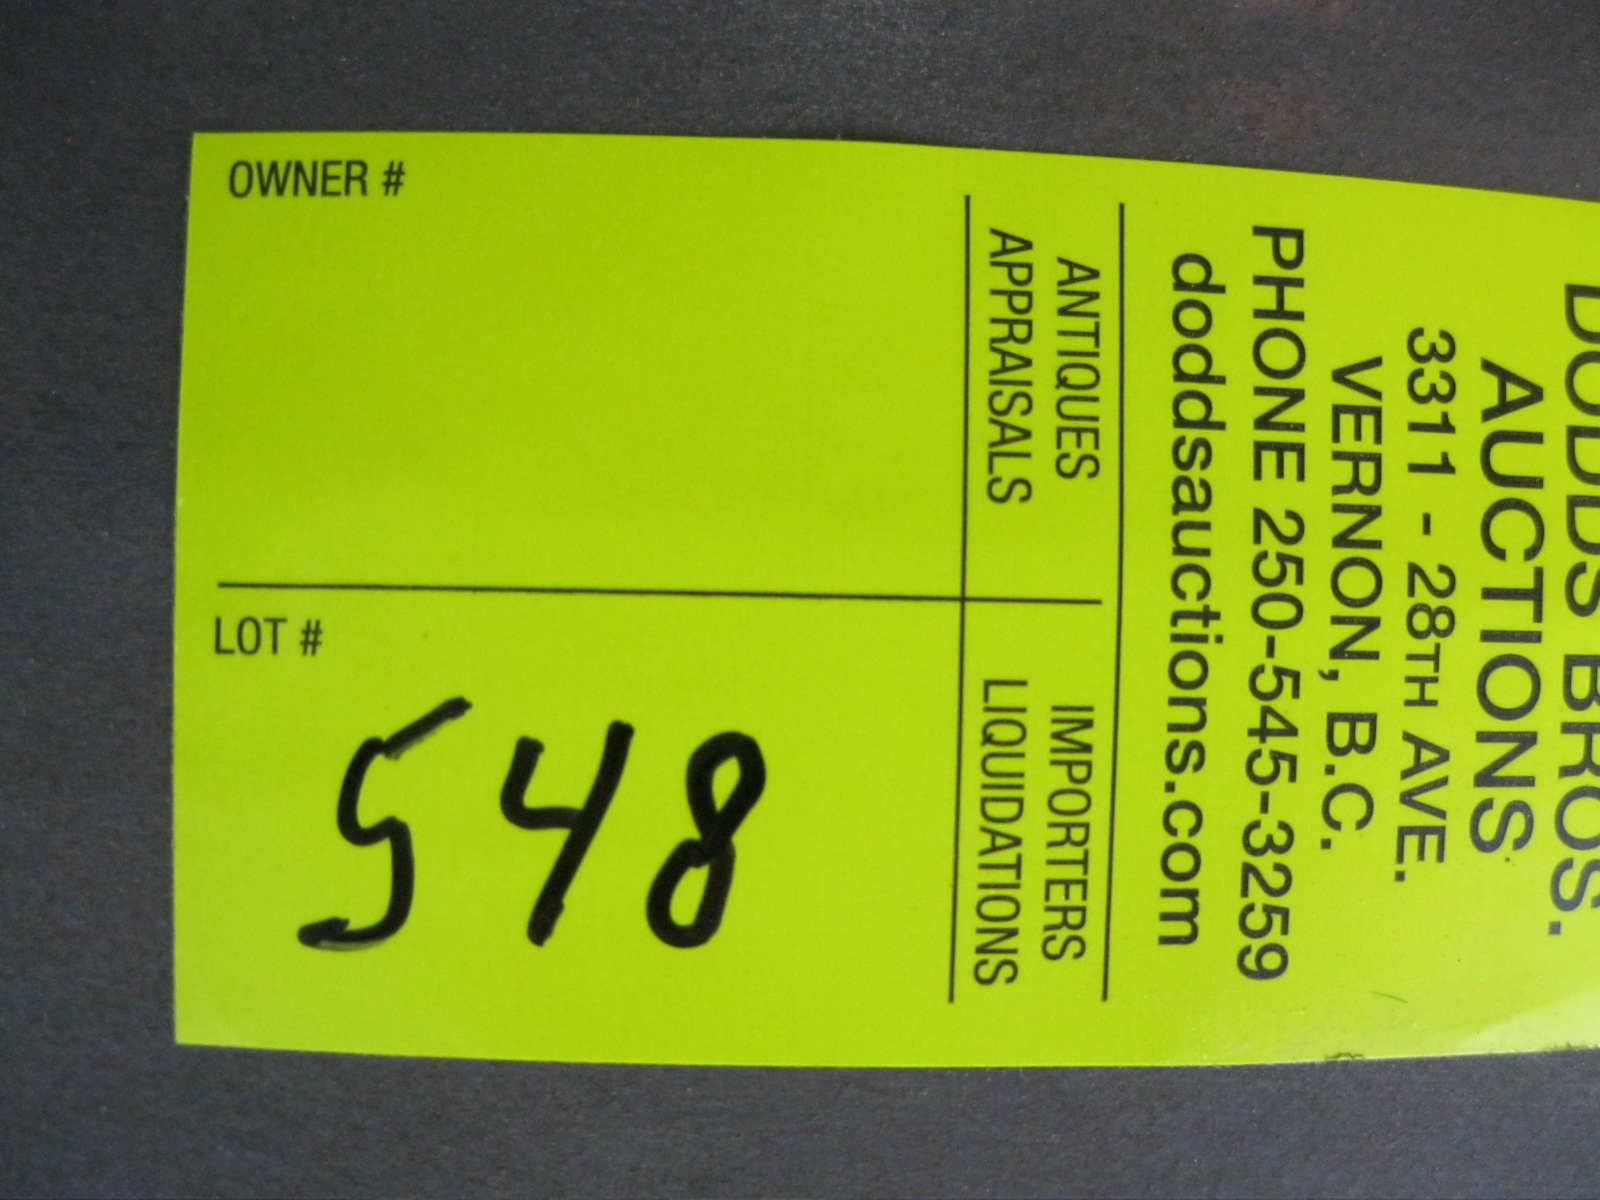 DODDS BROS.
AUCTIONS
3311 - 28TH AVE.
VERNON, B.C.
PHONE 250-545-3259
doddsauctions.com
ANTIQUES
APPRAISALS
IMPORTERS
LIQUIDATIONS
OWNER #
LOT #
548